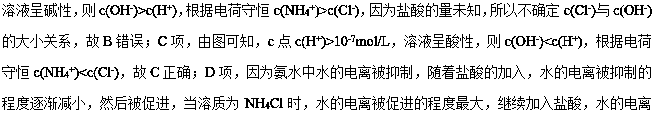 溶液呈碱性，则 c(OH⁻)>c(H⁺)，根据电荷守恒 c(NH₄⁺)>c(Cl⁻)，因为盐酸的量未知，所以不确定 c(Cl⁻)与 c(OH⁻)
的大小关系，故 B 错误；C 项，由图可知，c 点 c(H⁺)>10⁻⁷mol/L，溶液呈酸性，则 c(OH⁻)<c(H⁺)，根据电荷
守恒 c(NH₄⁺)<c(Cl⁻)，故 C 正确；D 项，因为氨水中水的电离被抑制，随着盐酸的加入，水的电离被抑制的
程度逐渐减小，然后被促进，当溶质为 NH₄Cl 时，水的电离被促进的程度最大，继续加入盐酸，水的电离